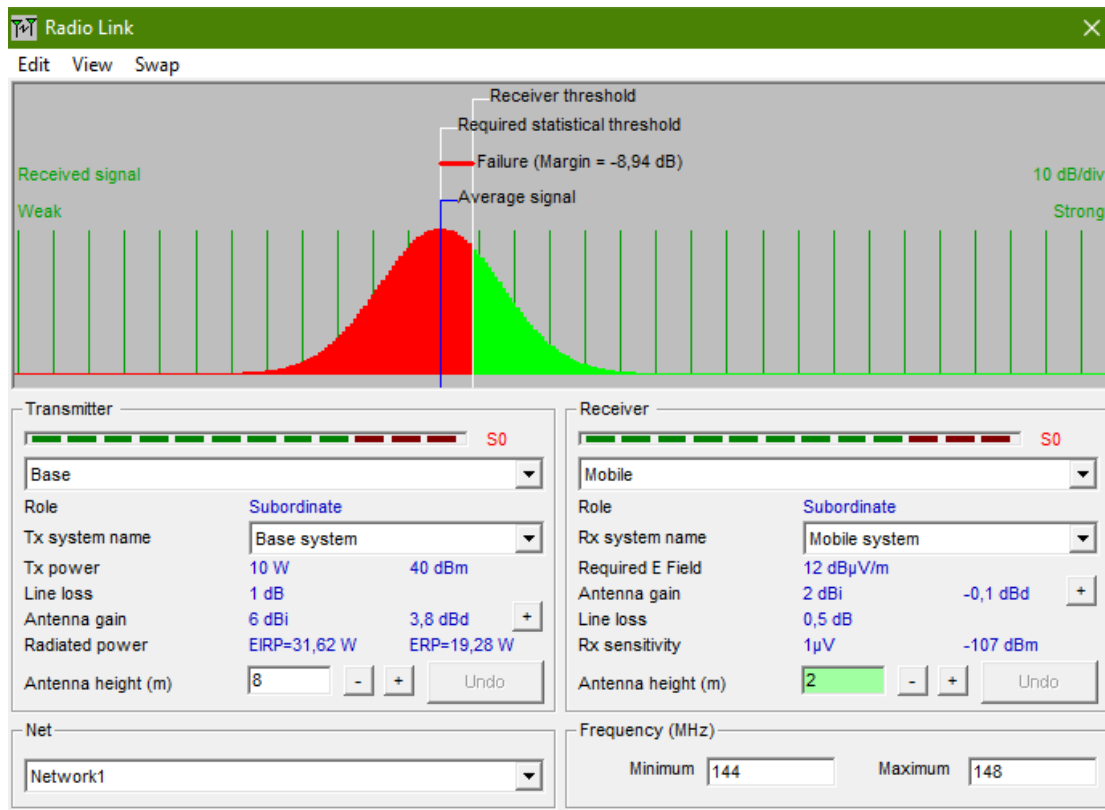 Radio Link
Edit View Swap
Receiver threshold
Required statistical threshold
Failure (Margin = -8,94 dB)
Received signal 10 dB/div
Average signal
Weak Strong
Transmitter
S0
Base
Role Subordinate
Tx system name Base system
Tx power 10 W 40 dBm
Line loss 1 dB
Antenna gain 6 dBi 3,8 dBd +
Radiated power EIRP=31,62 W ERP=19,28 W
Antenna height (m) 8 - + Undo
Net
Network1
Receiver
S0
Mobile
Role Subordinate
Rx system name Mobile system
Required E Field 12 dBµV/m
Antenna gain 2 dBi -0,1 dBd +
Line loss 0,5 dB
Rx sensitivity 1µV -107 dBm
Antenna height (m) 2 - + Undo
Frequency (MHz)
Minimum 144 Maximum 148